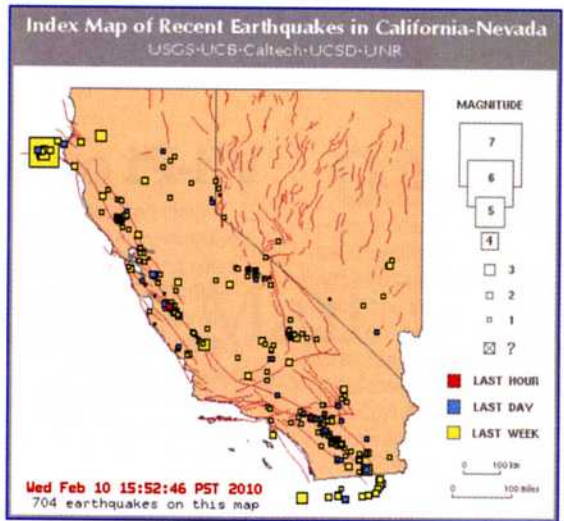 Index Map of Recent Earthquakes in California-Nevada
USGS·UCB·Caltech·UCSD·UNR
MAGNITUDE
7
6
5
4
3
2
1
?
LAST HOUR
LAST DAY
LAST WEEK
0 100 km
0 100 miles
Wed Feb 10 15:52:46 PST 2010
704 earthquakes on this map